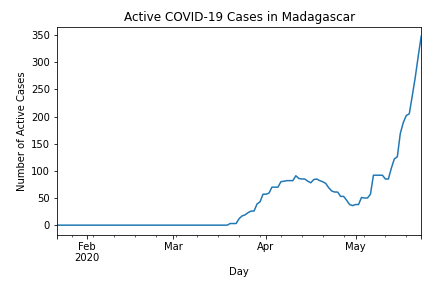 Active COVID-19 Cases in Madagascar
Number of Active Cases
350
300
250
200
150
100
50
0
Feb
2020
Mar
Apr
May
Day